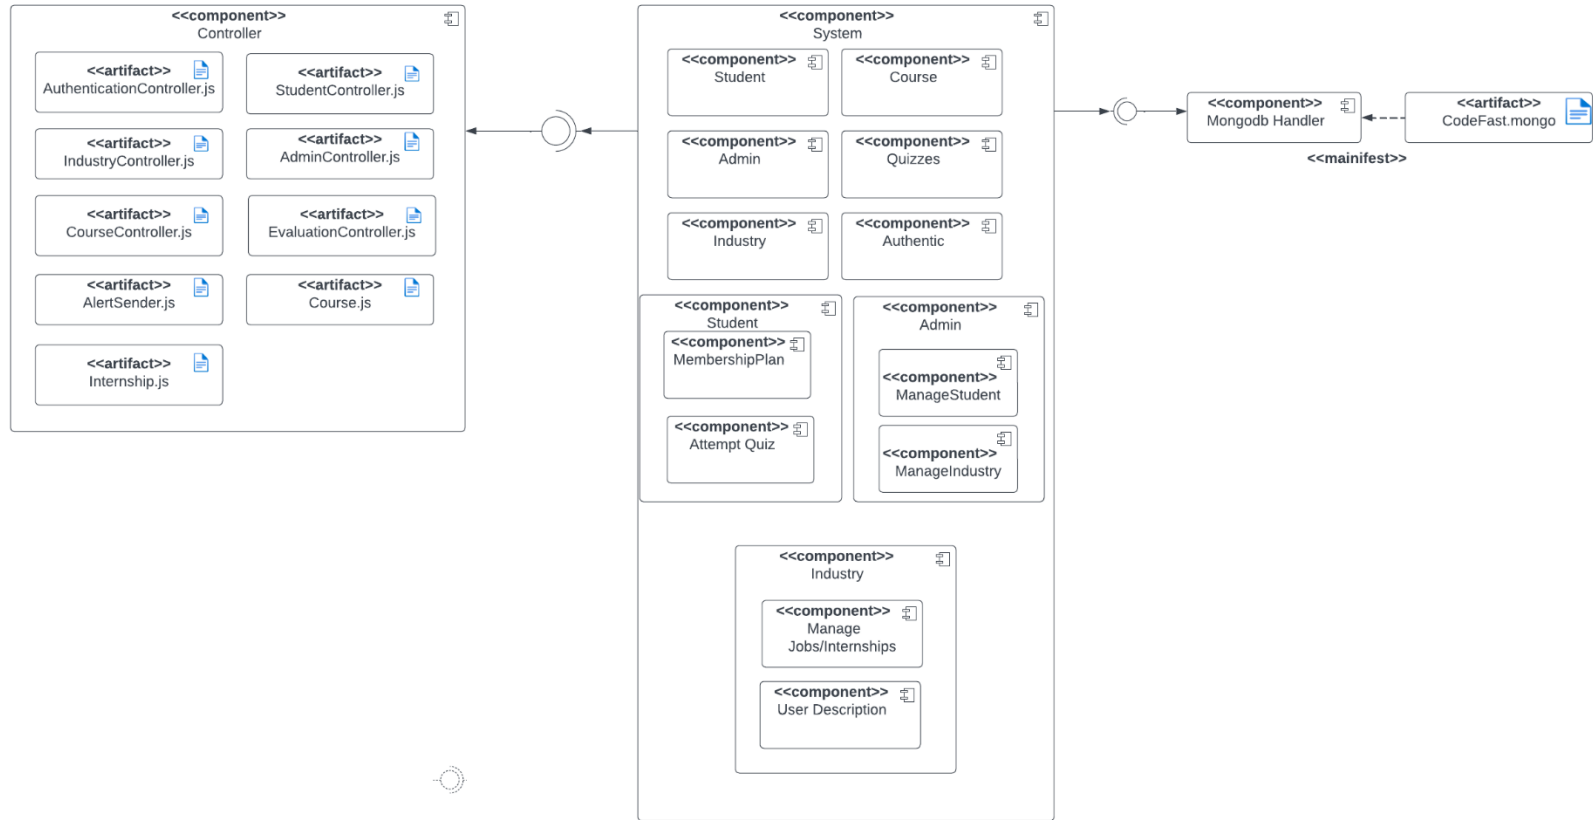 <<component>>
Controller
<<artifact>>
AuthenticationController.js
<<artifact>>
StudentController.js
<<artifact>>
IndustryController.js
<<artifact>>
AdminController.js
<<artifact>>
CourseController.js
<<artifact>>
EvaluationController.js
<<artifact>>
AlertSender.js
<<artifact>>
Course.js
<<artifact>>
Internship.js
<<component>>
System
<<component>>
Student
<<component>>
Course
<<component>>
Admin
<<component>>
Quizzes
<<component>>
Industry
<<component>>
Authentic
<<component>>
Student
<<component>>
MembershipPlan
<<component>>
Attempt Quiz
<<component>>
Admin
<<component>>
ManageStudent
<<component>>
ManageIndustry
<<component>>
Industry
<<component>>
Manage
Jobs/Internships
<<component>>
User Description
<<component>>
Mongodb Handler
<<artifact>>
CodeFast.mongo
<<mainifest>>